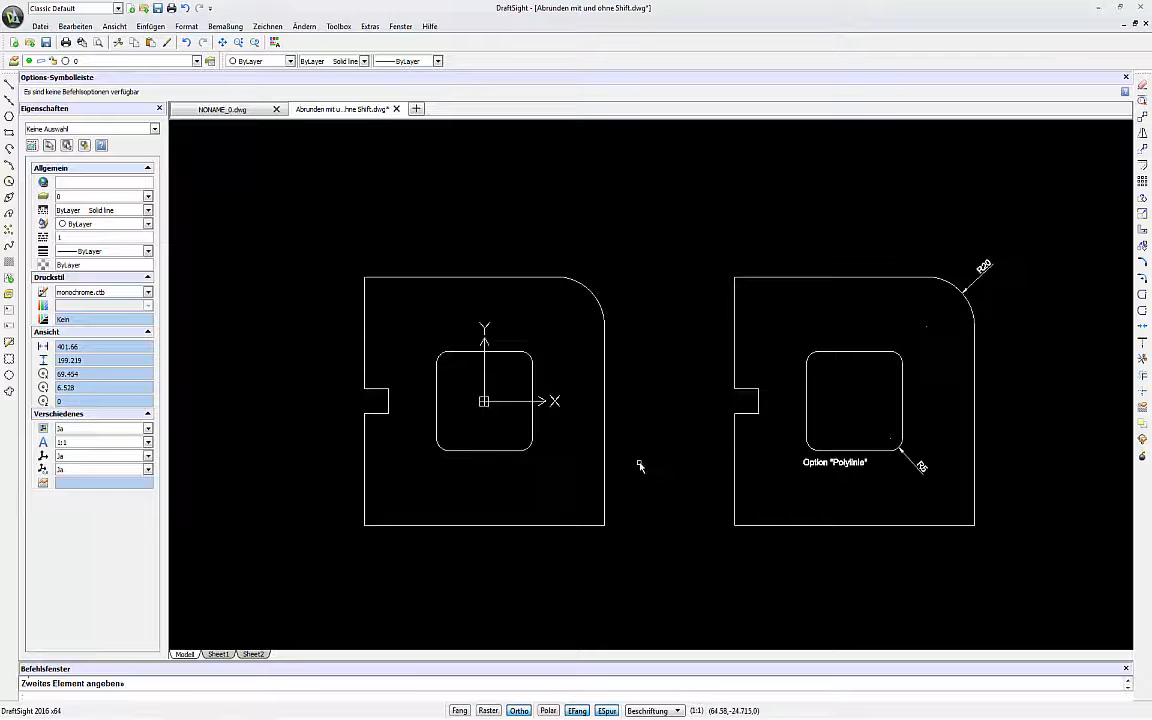 Classic Default
DraftSight - [Abrunden mit und ohne Shift.dwg*]
Datei Bearbeiten Ansicht Einfügen Format Bemaßung Zeichnen Ändern Toolbox Extras Fenster Hilfe
0 ByLayer ByLayer Solid line ByLayer
Options-Symbolleiste
Es sind keine Befehlsoptionen verfügbar
Eigenschaften
NONAME_0.dwg
Abrunden mit u...hne Shift.dwg*
Keine Auswahl
Allgemein
0
ByLayer Solid line
ByLayer
1
ByLayer
ByLayer
Druckstil
monochrome.ctb
Kein
Ansicht
401.66
199.219
69.454
6.528
0
Verschiedenes
Ja
1:1
Ja
Ja
Y
X
R20
Option "Polylinie"
R5
Modell Sheet1 Sheet2
Befehlsfenster
Zweites Element angeben»
:
DraftSight 2016 x64
Fang Raster Ortho Polar EFang ESpur Beschriftung (1:1) (64.58,-24.715,0)